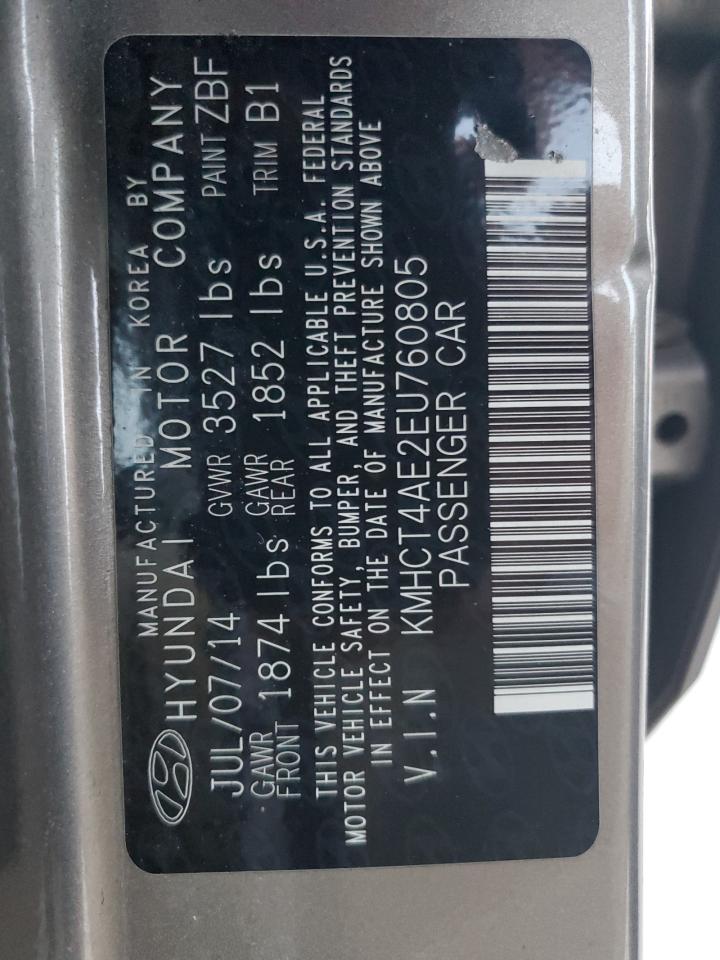 MANUFACTURED IN KOREA BY
HYUNDAI MOTOR COMPANY
JUL/07/14 GVWR 3527 lbs PAINT ZBF
GAWR FRONT 1874 lbs GAWR REAR 1852 lbs TRIM B1
THIS VEHICLE CONFORMS TO ALL APPLICABLE U.S.A. FEDERAL
MOTOR VEHICLE SAFETY, BUMPER, AND THEFT PREVENTION STANDARDS
IN EFFECT ON THE DATE OF MANUFACTURE SHOWN ABOVE
V.I.N KMHCT4AE2EU760805
PASSENGER CAR